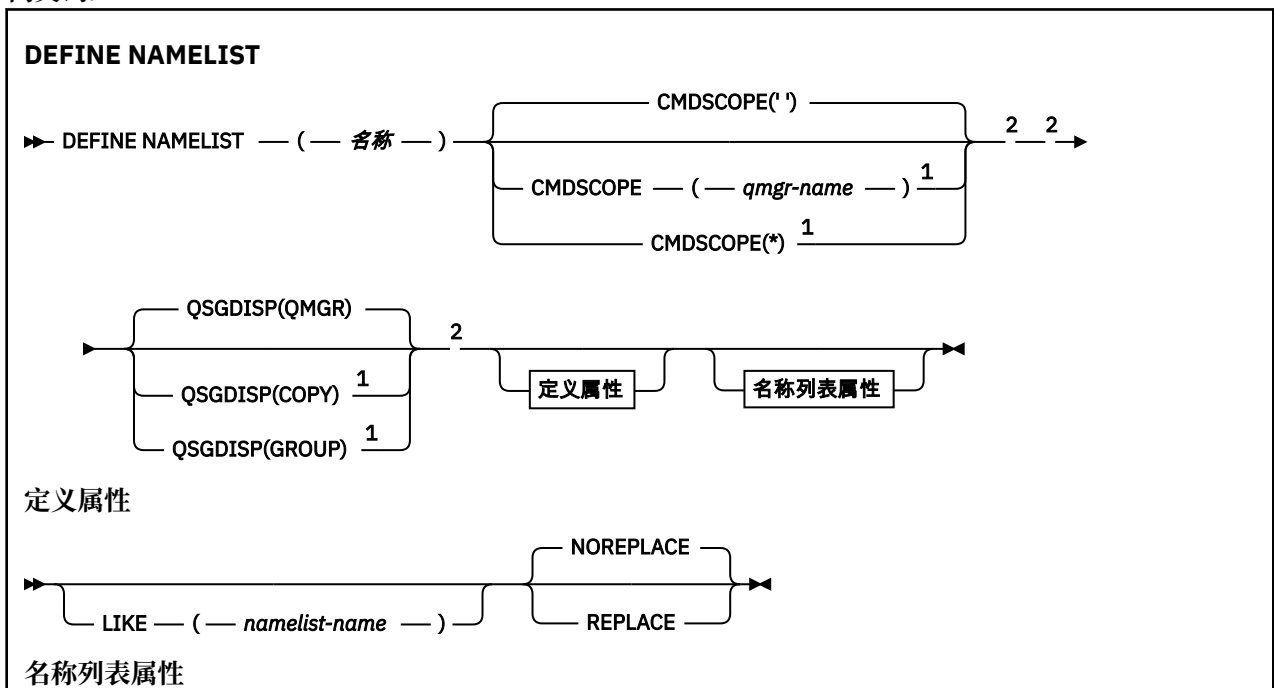 DEFINE NAMELIST
CMDSCOPE(' ')
DEFINE NAMELIST ( 名称 ) 2 2
CMDSCOPE ( qmgr-name ) 1
CMDSCOPE(*) 1
QSGDISP(QMGR)
2
QSGDISP(COPY) 1 定义属性 名称列表属性
QSGDISP(GROUP) 1
定义属性
NOREPLACE
LIKE ( namelist-name ) REPLACE
名称列表属性